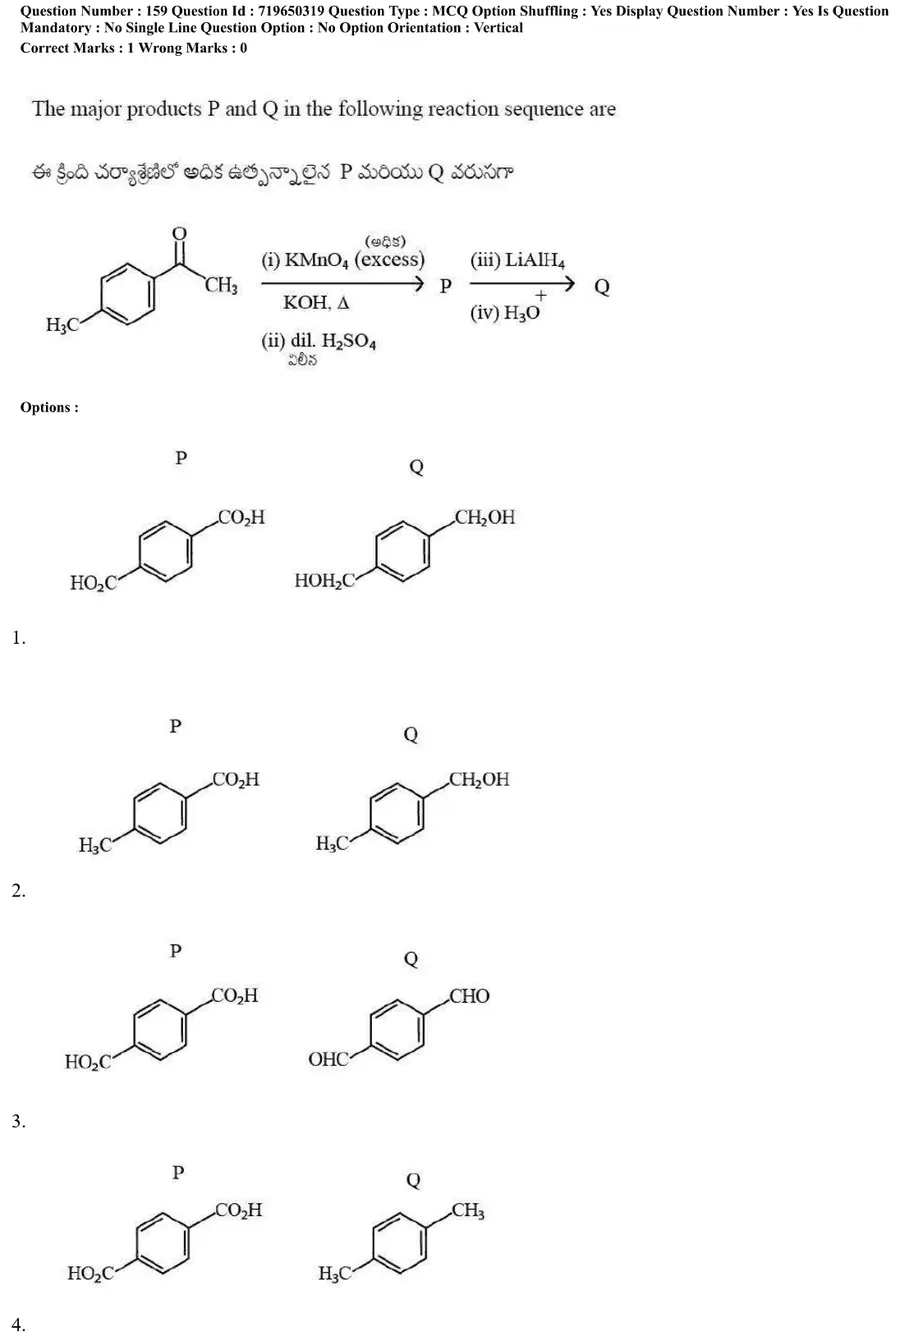 Question Number : 159 Question Id : 719650319 Question Type : MCQ Option Shuffling : Yes Display Question Number : Yes Is Question
Mandatory : No Single Line Question Option : No Option Orientation : Vertical
Correct Marks : 1 Wrong Marks : 0
The major products P and Q in the following reaction sequence are
ఈ క్రింది చర్యాశ్రేణిలో అధిక ఉత్పన్నాలైన P మరియు Q వరుసగా
O
CH₃
H₃C
(అధిక)
(i) KMnO₄ (excess)
KOH, Δ
(ii) dil. H₂SO₄
విలీన
P
(iii) LiAlH₄
(iv) H₃O⁺
Q
Options :
P Q
CO₂H CH₂OH
HO₂C HOH₂C
1.
P Q
CO₂H CH₂OH
H₃C H₃C
2.
P Q
CO₂H CHO
HO₂C OHC
3.
P Q
CO₂H CH₃
HO₂C H₃C
4.